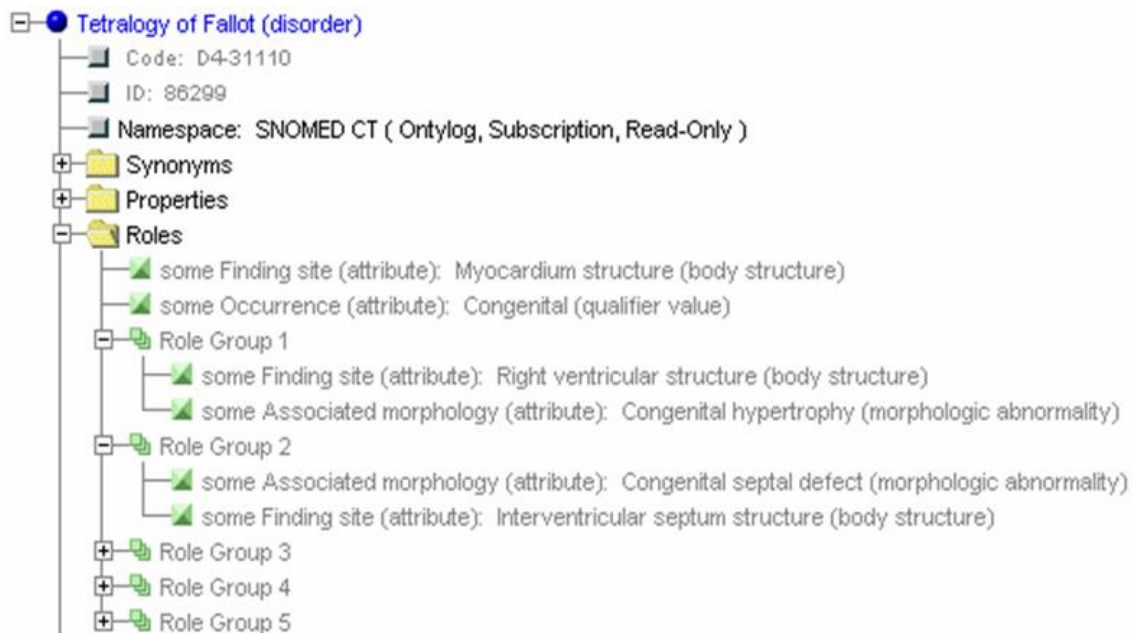 Tetralogy of Fallot (disorder)
Code: D4-31110
ID: 86299
Namespace: SNOMED CT ( Ontylog, Subscription, Read-Only )
Synonyms
Properties
Roles
some Finding site (attribute): Myocardium structure (body structure)
some Occurrence (attribute): Congenital (qualifier value)
Role Group 1
some Finding site (attribute): Right ventricular structure (body structure)
some Associated morphology (attribute): Congenital hypertrophy (morphologic abnormality)
Role Group 2
some Associated morphology (attribute): Congenital septal defect (morphologic abnormality)
some Finding site (attribute): Interventricular septum structure (body structure)
Role Group 3
Role Group 4
Role Group 5